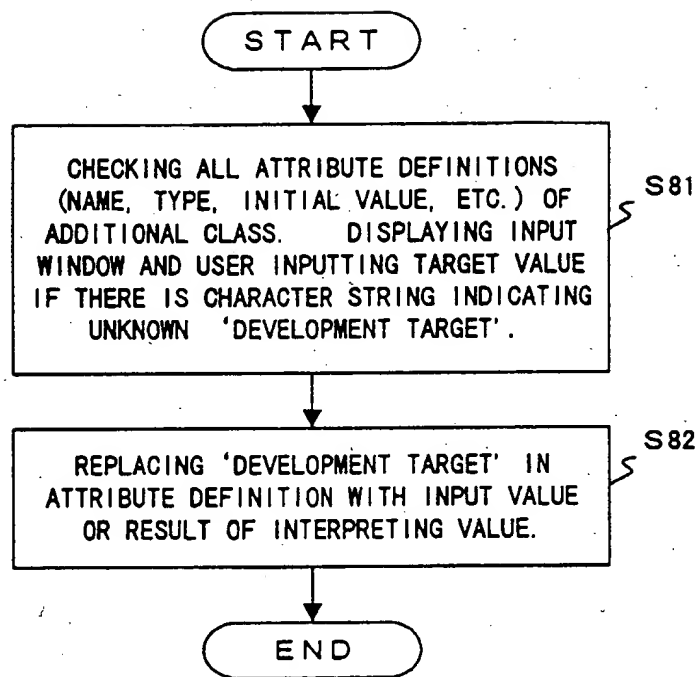 START
CHECKING ALL ATTRIBUTE DEFINITIONS
(NAME, TYPE, INITIAL VALUE, ETC.) OF
ADDITIONAL CLASS. DISPLAYING INPUT
WINDOW AND USER INPUTTING TARGET VALUE
IF THERE IS CHARACTER STRING INDICATING
UNKNOWN 'DEVELOPMENT TARGET'.
S81
REPLACING 'DEVELOPMENT TARGET' IN
ATTRIBUTE DEFINITION WITH INPUT VALUE
OR RESULT OF INTERPRETING VALUE.
S82
END